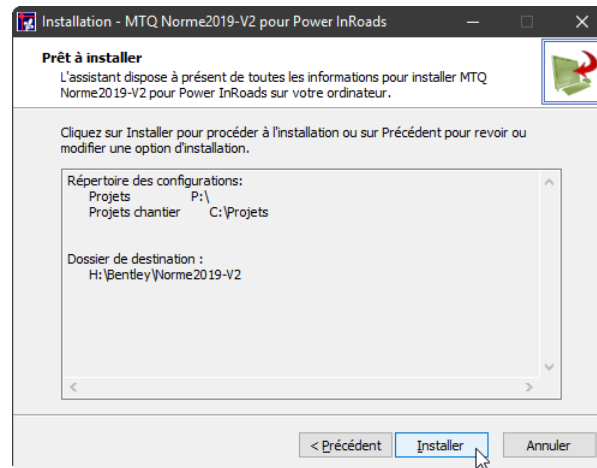 Installation - MTQ Norme2019-V2 pour Power InRoads
Prêt à installer
L'assistant dispose à présent de toutes les informations pour installer MTQ
Norme2019-V2 pour Power InRoads sur votre ordinateur.
Cliquez sur Installer pour procéder à l'installation ou sur Précédent pour revoir ou
modifier une option d'installation.
Répertoire des configurations:
Projets P:\
Projets chantier C:\Projets
Dossier de destination :
H:\Bentley\Norme2019-V2
< Précédent Installer Annuler